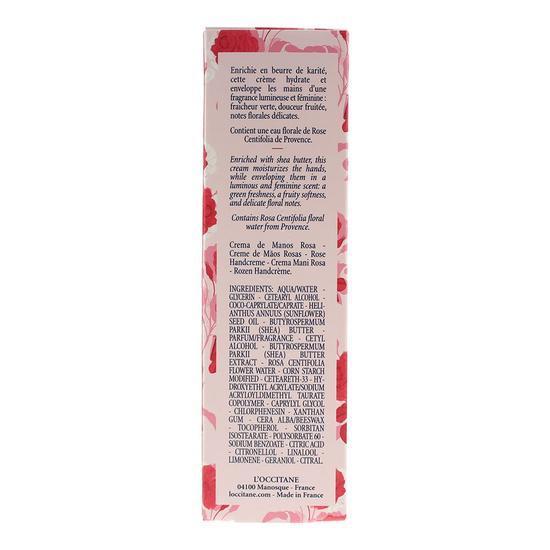 Enrichie en beurre de karité,
cette crème hydrate et
enveloppe les mains d'une
fragrance lumineuse et féminine :
fraîcheur verte, douceur fruitée,
notes florales délicates.
Contient une eau florale de Rose
Centifolia de Provence.
Enriched with shea butter, this
cream moisturizes the hands,
while enveloping them in a
luminous and feminine scent: a
green freshness, a fruity softness,
and delicate floral notes.
Contains Rosa Centifolia floral
water from Provence.
Crema de Manos Rosa -
Creme de Mãos Rosas - Rose
Handcreme - Crema Mani Rosa
- Rozen Handcrème.
INGREDIENTS: AQUA/WATER -
GLYCERIN - CETEARYL ALCOHOL -
COCO-CAPRYLATE/CAPRATE - HELI-
ANTHUS ANNUUS (SUNFLOWER)
SEED OIL - BUTYROSPERMUM
PARKII (SHEA) BUTTER -
PARFUM/FRAGRANCE - CETYL
ALCOHOL - BUTYROSPERMUM
PARKII (SHEA) BUTTER
EXTRACT - ROSA CENTIFOLIA
FLOWER WATER - CORN STARCH
MODIFIED - CETEARETH-33 - HY-
DROXYETHYL ACRYLATE/SODIUM
ACRYLOYLDIMETHYL TAURATE
COPOLYMER - CAPRYLYL GLYCOL
- CHLORPHENESIN - XANTHAN
GUM - CERA ALBA/BEESWAX
- TOCOPHEROL - SORBITAN
ISOSTEARATE - POLYSORBATE 60 -
SODIUM BENZOATE - CITRIC ACID
- CITRONELLOL - LINALOOL -
LIMONENE - GERANIOL - CITRAL.
L'OCCITANE
04100 Manosque - France
loccitane.com - Made in France